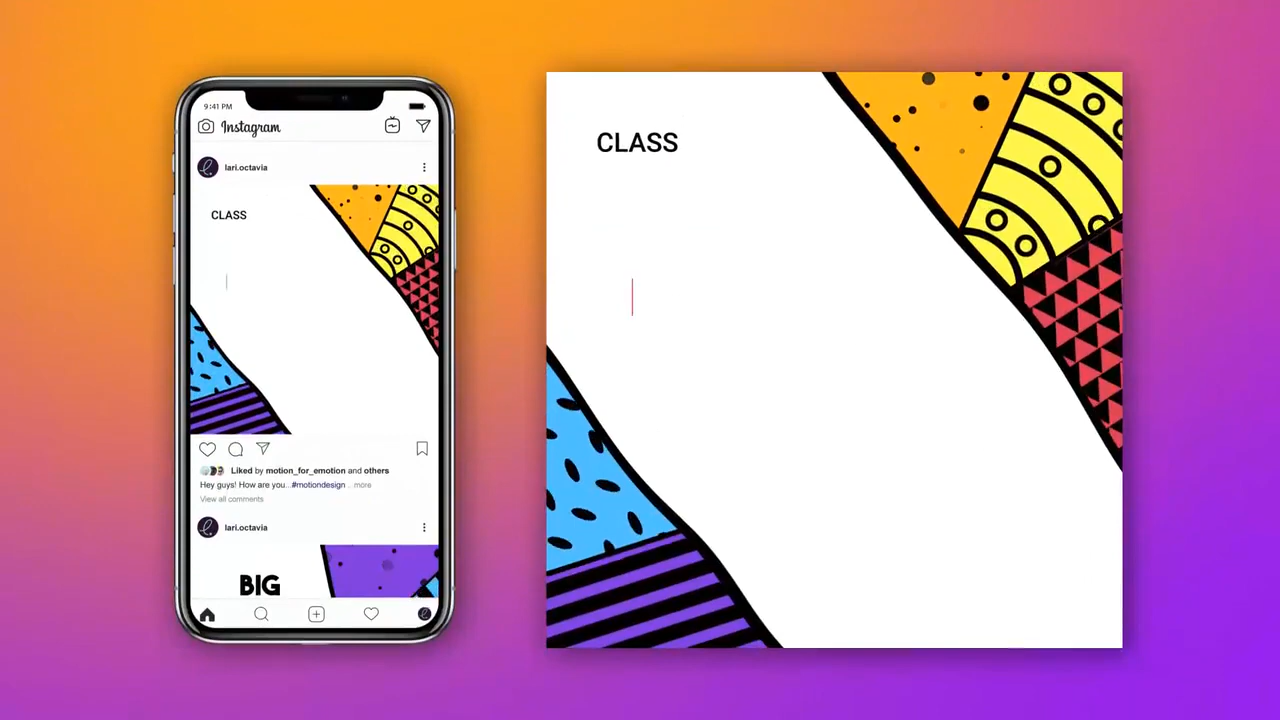 9:41 PM
Instagram
lari.octavia
CLASS
Liked by motion_for_emotion and others
Hey guys! How are you...#motiondesign .. more
View all comments
lari.octavia
BIG
CLASS